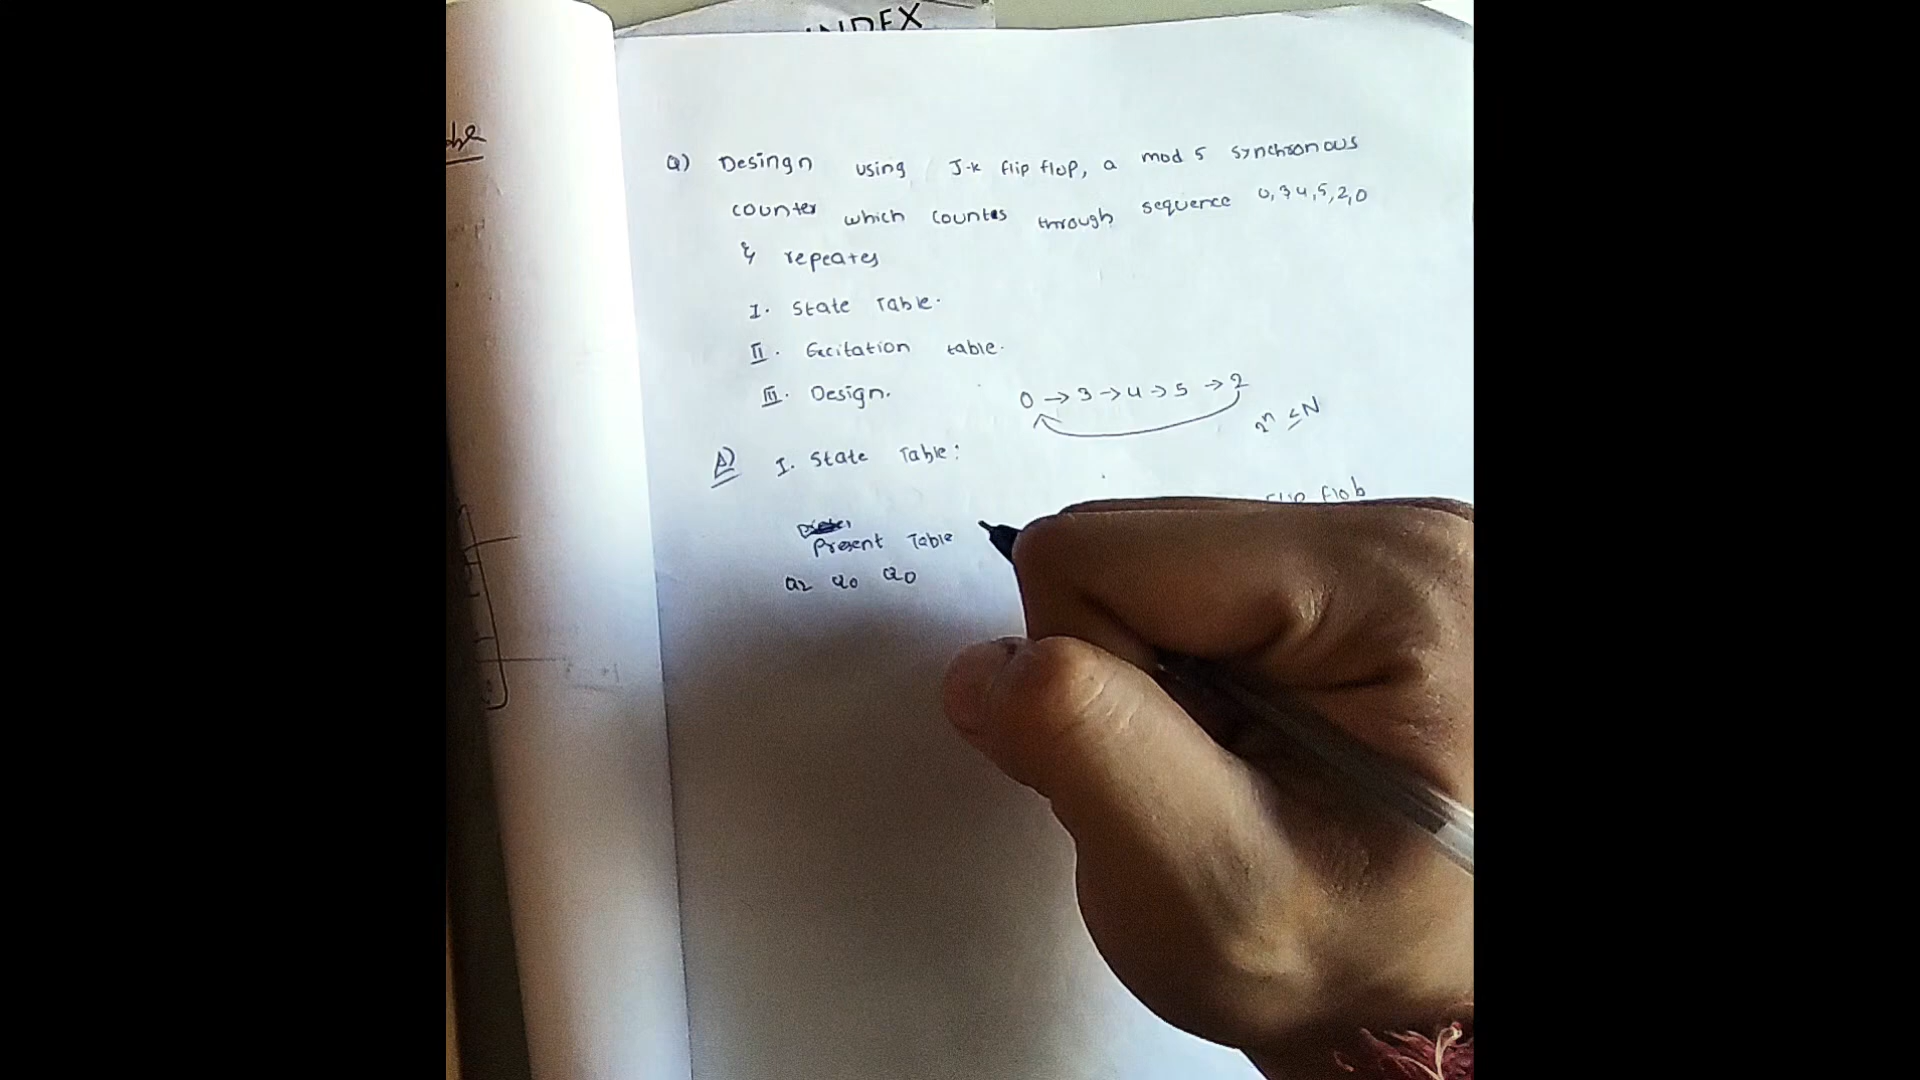 INDEX
Q) Desingn using J-k flip flop, a mod 5 synchronous
counter which countes through sequence 0,3 4,5,2,0
& repeates
I. State Table.
II. Excitation table.
III. Design.
0 → 3 → 4 → 5 → 2
2ⁿ ≤ N
A) I. State Table:
flip flob
Present Table
Q2 Q0 Q0